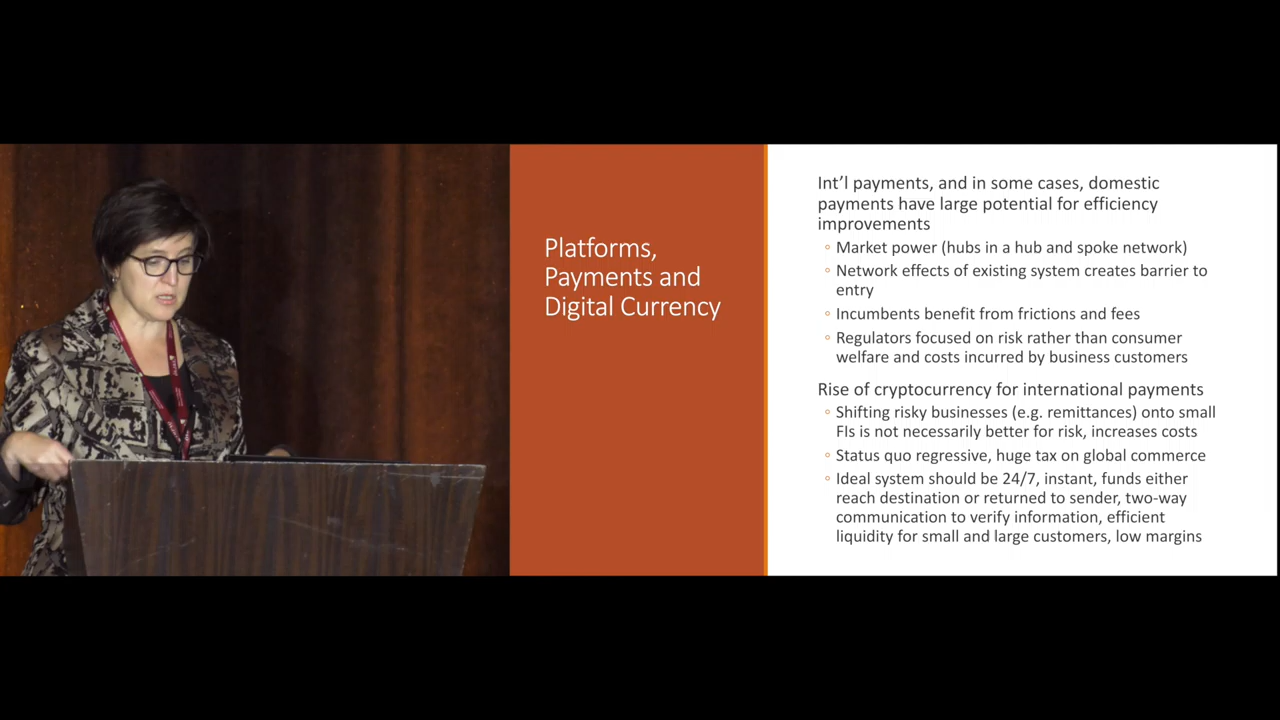 Platforms,
Payments and
Digital Currency
Int'l payments, and in some cases, domestic
payments have large potential for efficiency
improvements
◦ Market power (hubs in a hub and spoke network)
◦ Network effects of existing system creates barrier to
entry
◦ Incumbents benefit from frictions and fees
◦ Regulators focused on risk rather than consumer
welfare and costs incurred by business customers
Rise of cryptocurrency for international payments
◦ Shifting risky businesses (e.g. remittances) onto small
FIs is not necessarily better for risk, increases costs
◦ Status quo regressive, huge tax on global commerce
◦ Ideal system should be 24/7, instant, funds either
reach destination or returned to sender, two-way
communication to verify information, efficient
liquidity for small and large customers, low margins